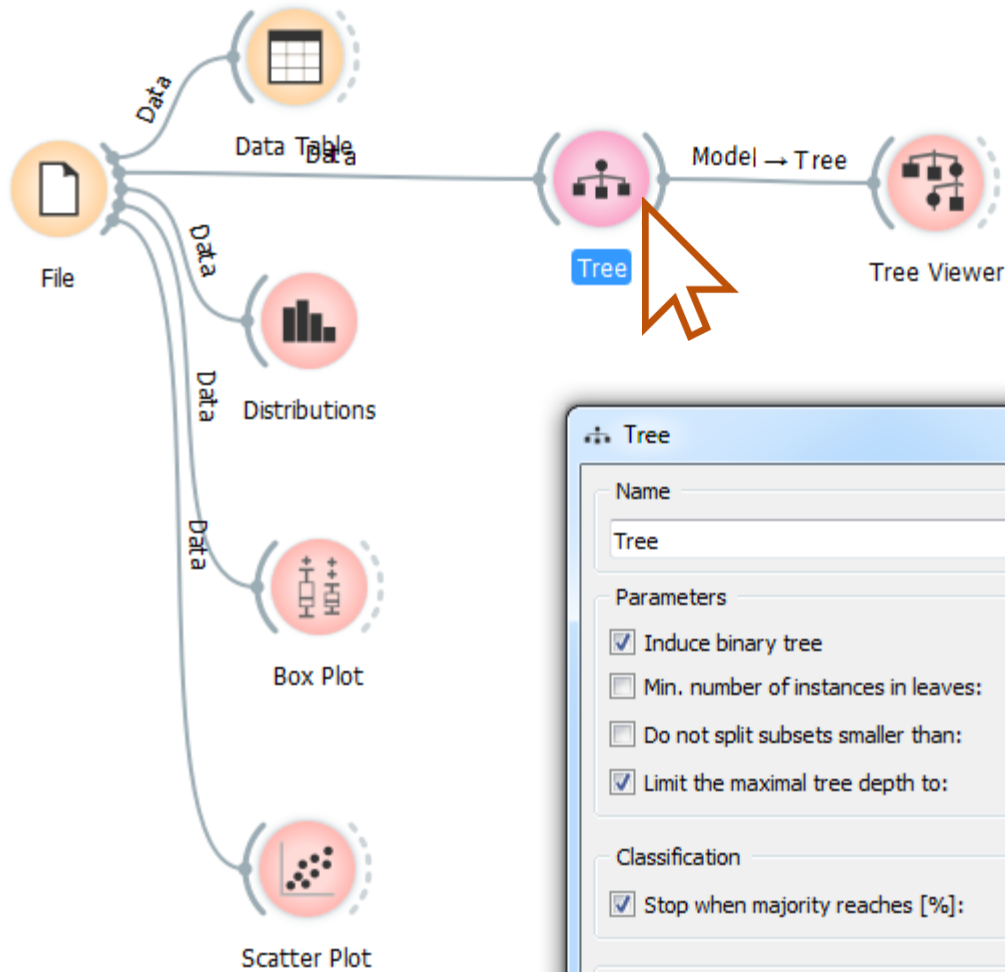 Data
Data Table
Data
Model → Tree
File
Tree
Tree Viewer
Data
Distributions
Data
Data
Box Plot
Scatter Plot
Tree
Name
Tree
Parameters
Induce binary tree
Min. number of instances in leaves:
Do not split subsets smaller than:
Limit the maximal tree depth to:
Classification
Stop when majority reaches [%]: